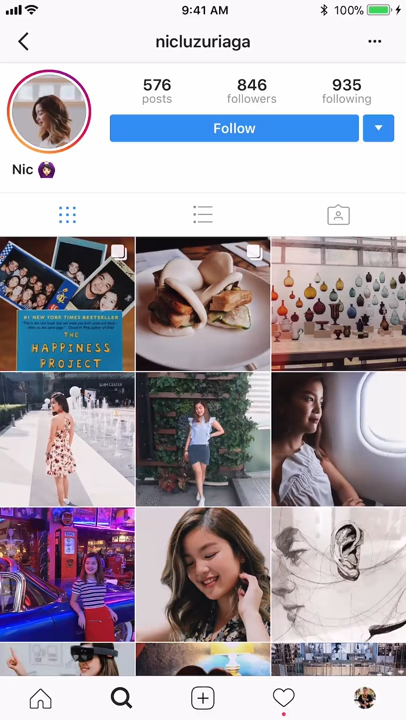 9:41 AM
100%
nicluzuriaga
576 846 935
posts followers following
Follow
Nic
#1 NEW YORK TIMES BESTSELLER
THE
HAPPINESS
PROJECT